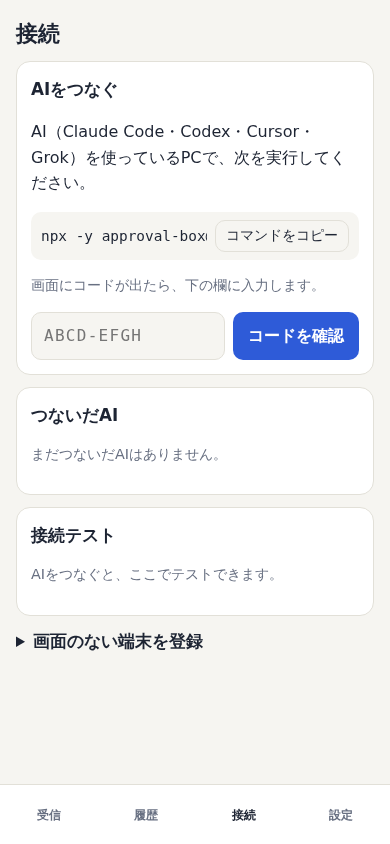 接続
AIをつなぐ
AI（Claude Code・Codex・Cursor・
Grok）を使っているPCで、次を実行してく
ださい。
npx -y approval-box
コマンドをコピー
画面にコードが出たら、下の欄に入力します。
ABCD-EFGH
コードを確認
つないだAI
まだつないだAIはありません。
接続テスト
AIをつなぐと、ここでテストできます。
▶ 画面のない端末を登録
受信
履歴
接続
設定